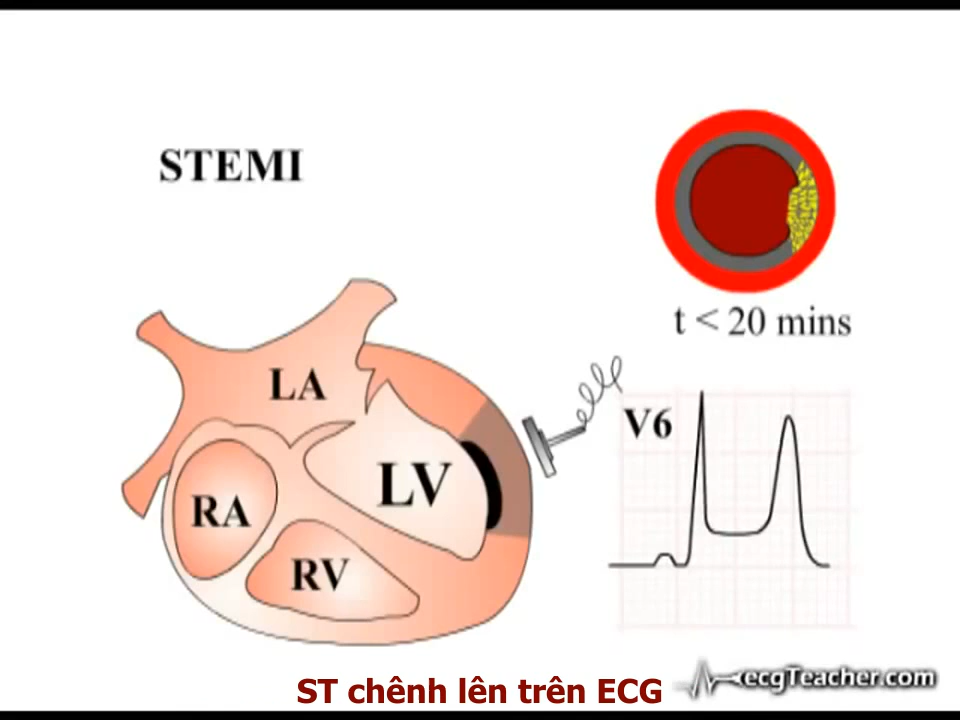 STEMI
t < 20 mins
LA
V6
LV
RA
RV
ST chênh lên trên ECG
ecgTeacher.com